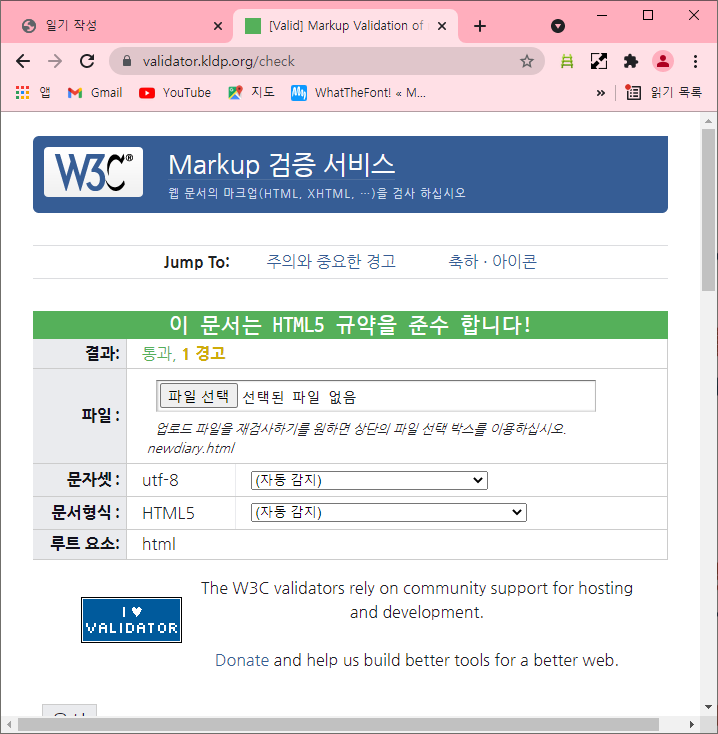 일기 작성
[Valid] Markup Validation of
validator.kldp.org/check
앱
Gmail
YouTube
지도
WhatTheFont! « M...
»
읽기 목록
W3C®
Markup 검증 서비스
웹 문서의 마크업(HTML, XHTML, …)을 검사 하십시오
Jump To: 주의와 중요한 경고 축하 · 아이콘
이 문서는 HTML5 규약을 준수 합니다!
결과: 통과, 1 경고
파일 : 파일 선택 선택된 파일 없음
업로드 파일을 재검사하기를 원하면 상단의 파일 선택 박스를 이용하십시오.
newdiary.html
문자셋 : utf-8 (자동 감지)
문서형식 : HTML5 (자동 감지)
루트 요소: html
I ♥
VALIDATOR
The W3C validators rely on community support for hosting
and development.
Donate and help us build better tools for a better web.